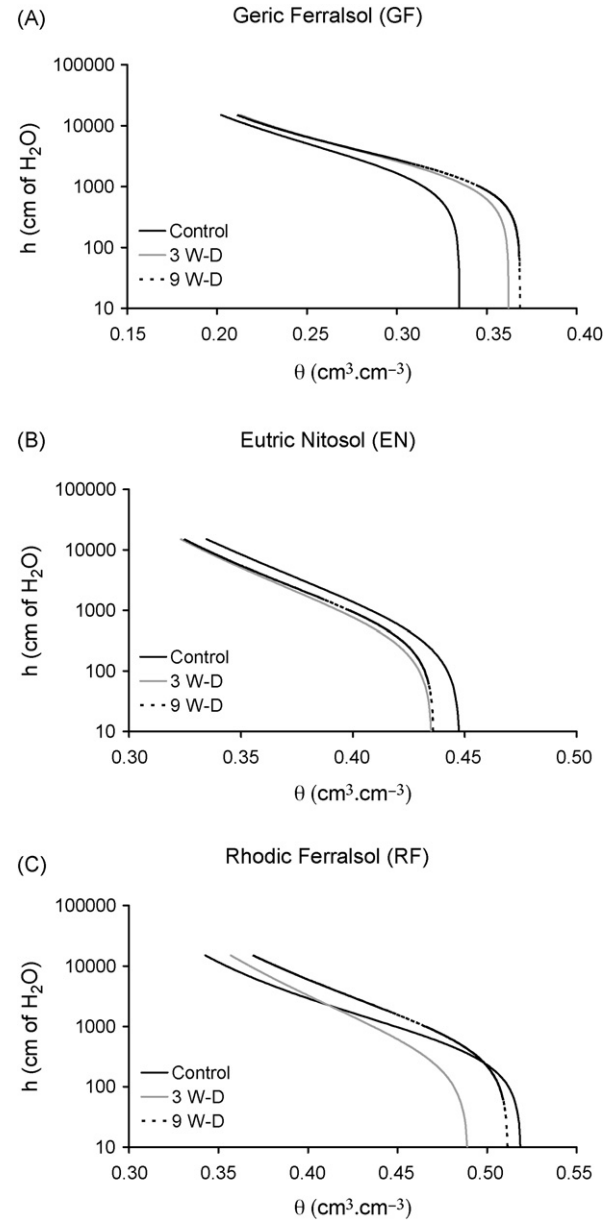 (A)
Geric Ferralsol (GF)
100000
10000
1000
100
10
h (cm of H₂O)
Control
3 W-D
9 W-D
0.15
0.20
0.25
0.30
0.35
0.40
θ (cm³.cm⁻³)
(B)
Eutric Nitosol (EN)
100000
10000
1000
100
10
h (cm of H₂O)
Control
3 W-D
9 W-D
0.30
0.35
0.40
0.45
0.50
θ (cm³.cm⁻³)
(C)
Rhodic Ferralsol (RF)
100000
10000
1000
100
10
h (cm of H₂O)
Control
3 W-D
9 W-D
0.30
0.35
0.40
0.45
0.50
0.55
θ (cm³.cm⁻³)